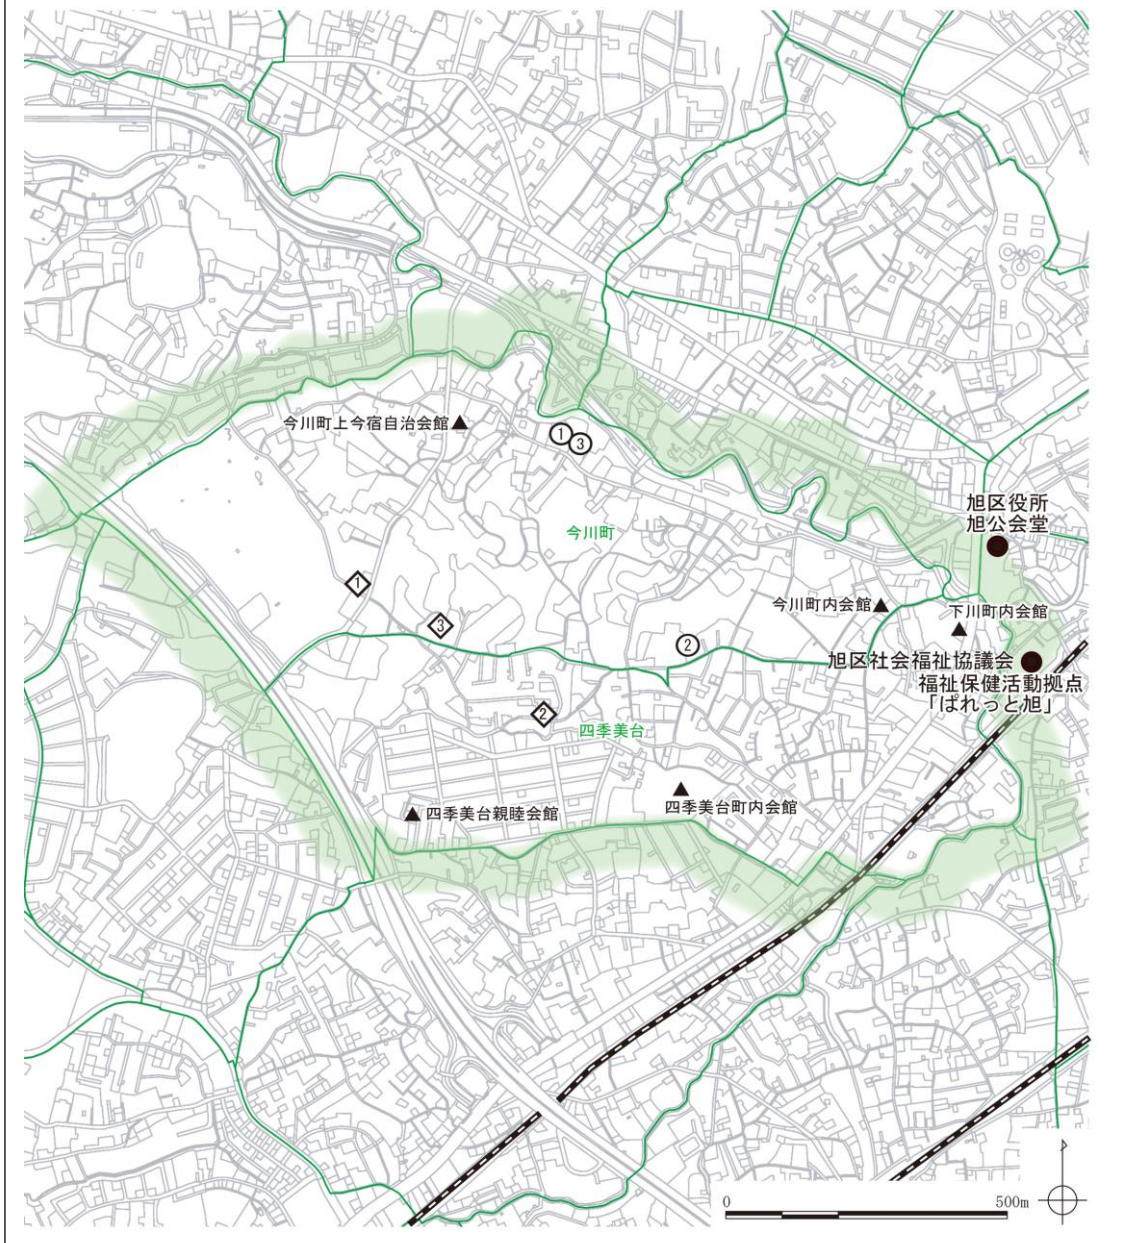 今川町上今宿自治会館
1
3
旭区役所
旭公会堂
今川町
1
今川町内会館
下川町内会館
3
2
旭区社会福祉協議会
福祉保健活動拠点
「ぱれっと旭」
2
四季美台
四季美台町内会館
四季美台親睦会館
0
500m